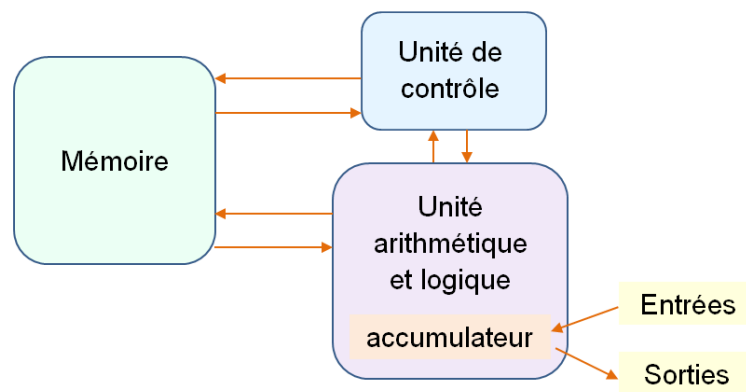 Mémoire
Unité de
contrôle
Unité
arithmétique
et logique
accumulateur
Entrées
Sorties